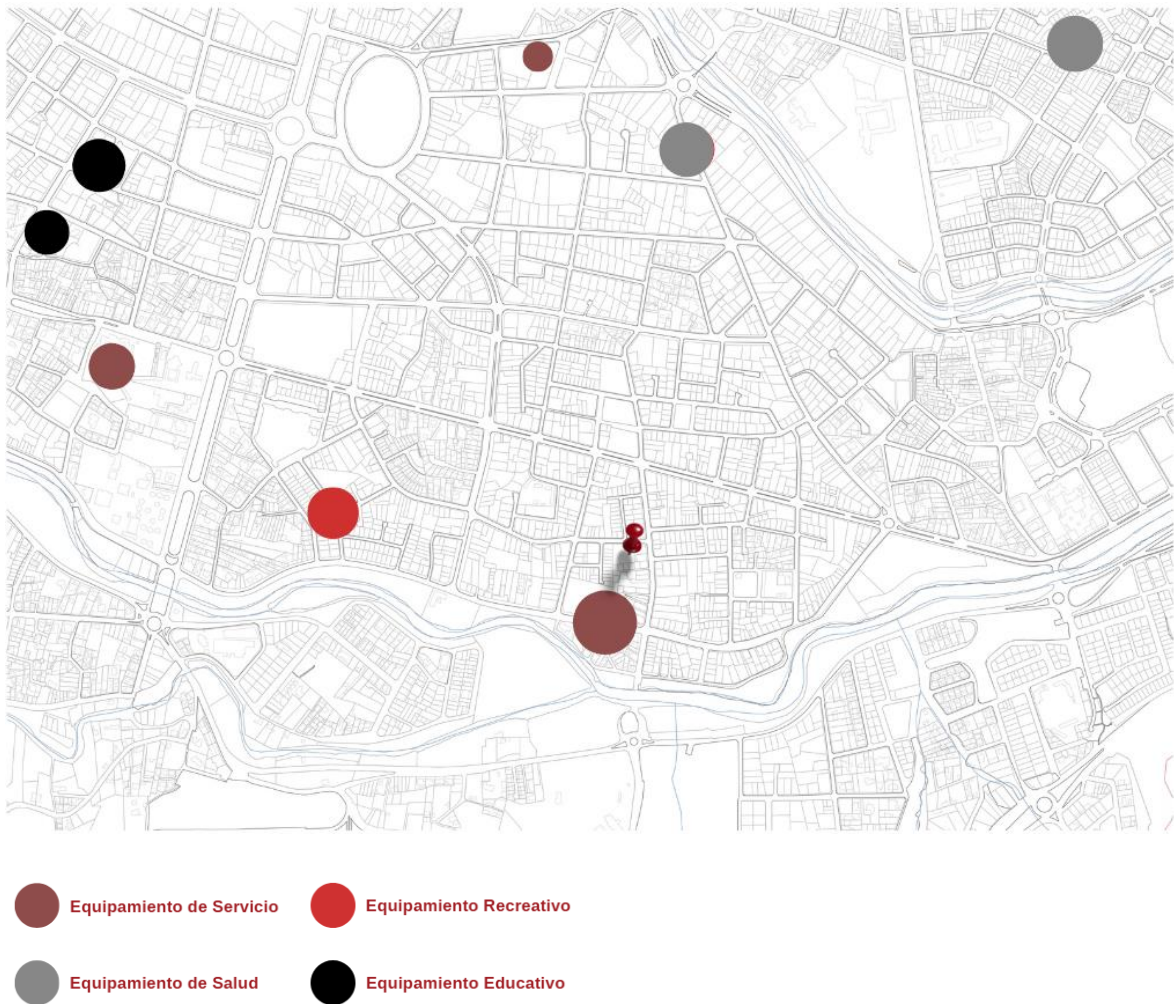 Equipamiento de Servicio
Equipamiento Recreativo
Equipamiento de Salud
Equipamiento Educativo